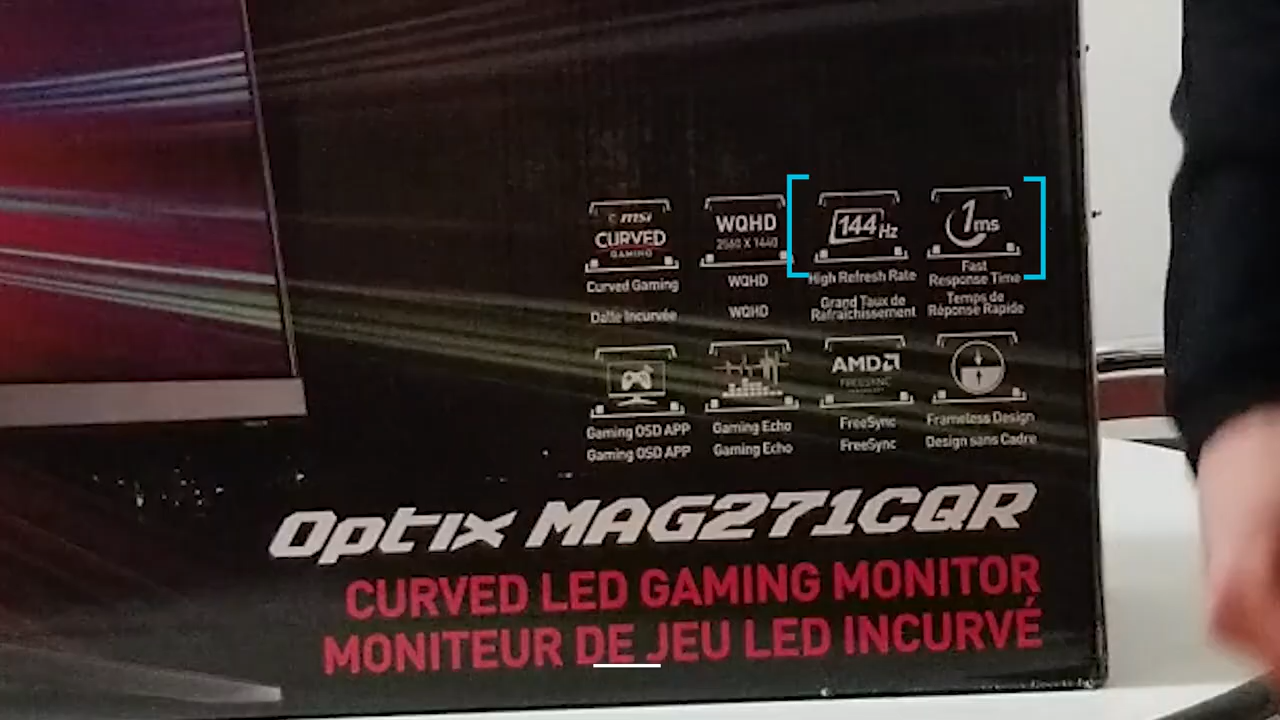 msi
CURVED
GAMING
Curved Gaming
Dalle Incurvée
WQHD
2560 X 1440
WQHD
WQHD
144Hz
High Refresh Rate
Grand Taux de
Rafraîchissement
1ms
Fast
Response Time
Temps de
Réponse Rapide
Gaming OSD APP
Gaming OSD APP
Gaming Echo
Gaming Echo
AMD
FREESYNC
FreeSync
FreeSync
Frameless Design
Design sans Cadre
Optix MAG271CQR
CURVED LED GAMING MONITOR
MONITEUR DE JEU LED INCURVÉ